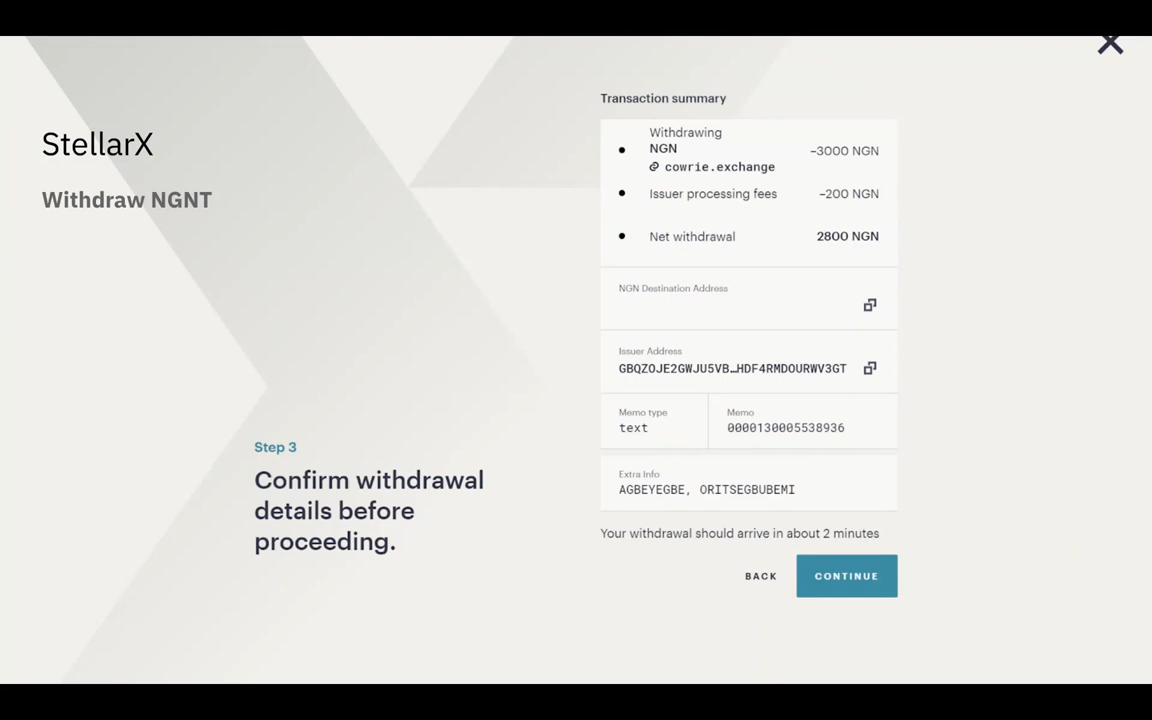 StellarX
Withdraw NGNT
Step 3
Confirm withdrawal
details before
proceeding.
Transaction summary
Withdrawing
NGN
–3000 NGN
cowrie.exchange
Issuer processing fees –200 NGN
Net withdrawal 2800 NGN
NGN Destination Address
Issuer Address
GBQZOJE2GWJU5VB…HDF4RMDOURWV3GT
Memo type Memo
text 0000130005538936
Extra Info
AGBEYEGBE, ORITSEGBUBEMI
Your withdrawal should arrive in about 2 minutes
BACK CONTINUE